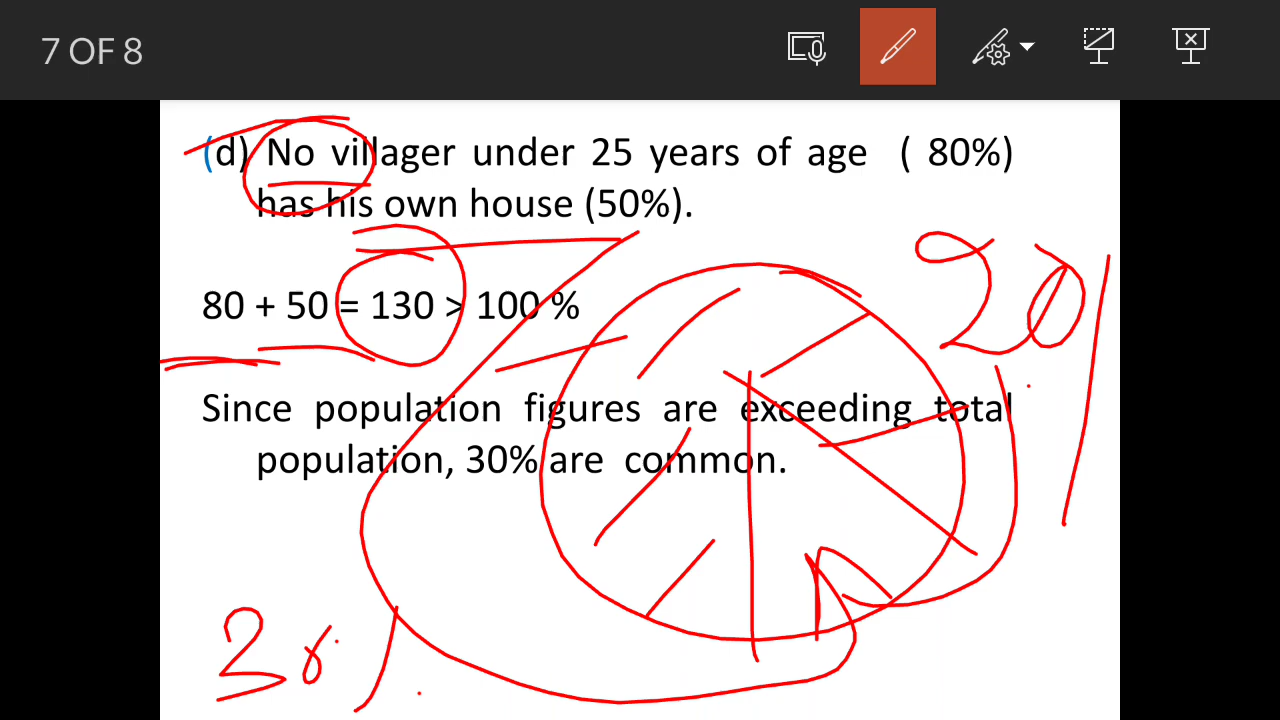 7 OF 8
(d) No villager under 25 years of age ( 80%)
has his own house (50%).
80 + 50 = 130 > 100 %
20%
Since population figures are exceeding total
population, 30% are common.